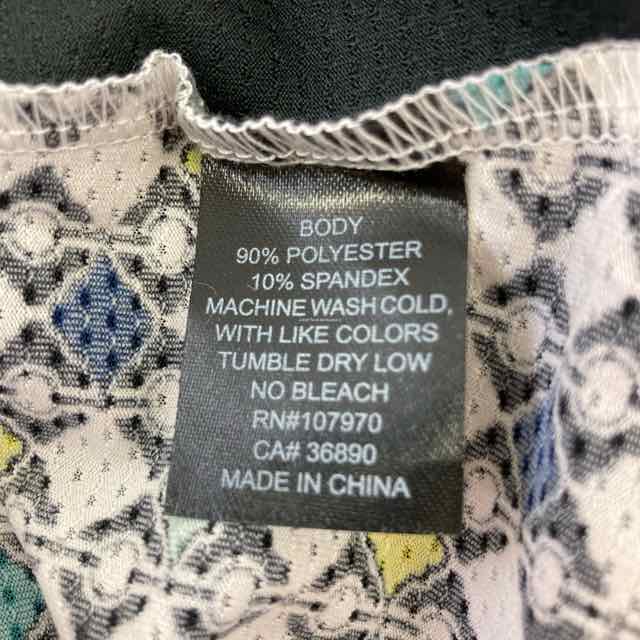 BODY
90% POLYESTER
10% SPANDEX
MACHINE WASH COLD,
WITH LIKE COLORS
TUMBLE DRY LOW
NO BLEACH
RN#107970
CA# 36890
MADE IN CHINA